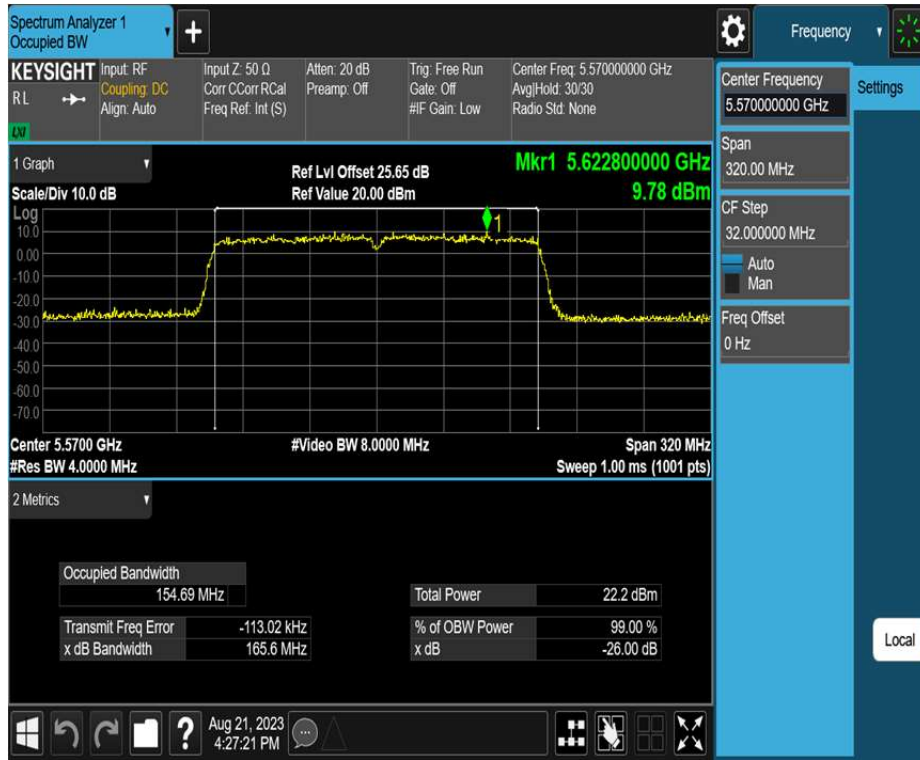 Spectrum Analyzer 1
Occupied BW
+
Frequency
KEYSIGHT
R L
LXI
Input: RF
Coupling: DC
Align: Auto
Input Z: 50 Ω
Corr CCorr RCal
Freq Ref: Int (S)
Atten: 20 dB
Preamp: Off
Trig: Free Run
Gate: Off
#IF Gain: Low
Center Freq: 5.570000000 GHz
Avg|Hold: 30/30
Radio Std: None
Center Frequency
5.570000000 GHz
Settings
Span
320.00 MHz
CF Step
32.000000 MHz
Auto
Man
Freq Offset
0 Hz
Local
1 Graph
Scale/Div 10.0 dB
Ref Lvl Offset 25.65 dB
Ref Value 20.00 dBm
Mkr1 5.622800000 GHz
9.78 dBm
Log
10.0
0.00
-10.0
-20.0
-30.0
-40.0
-50.0
-60.0
-70.0
1
Center 5.5700 GHz
#Video BW 8.0000 MHz
Span 320 MHz
#Res BW 4.0000 MHz
Sweep 1.00 ms (1001 pts)
2 Metrics
Occupied Bandwidth
154.69 MHz
Total Power 22.2 dBm
Transmit Freq Error -113.02 kHz
% of OBW Power 99.00 %
x dB Bandwidth 165.6 MHz
x dB -26.00 dB
?
Aug 21, 2023
4:27:21 PM